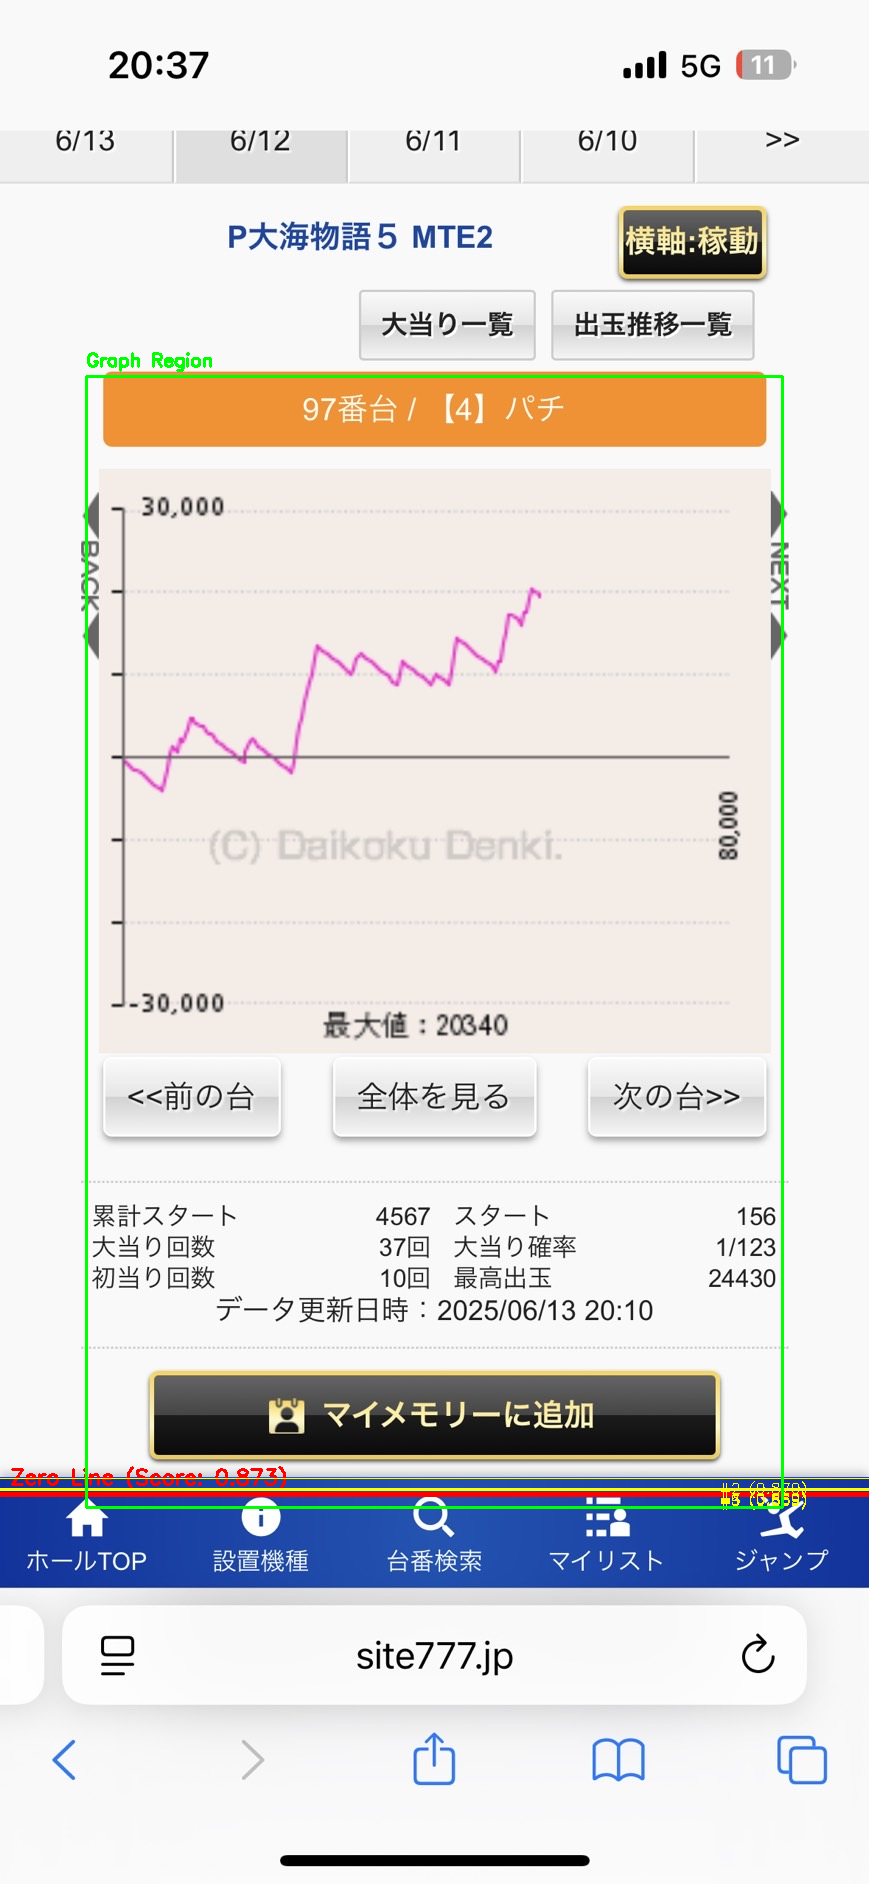 20:37
5G
11
6/13
6/12
6/11
6/10
>>
P大海物語5 MTE2
横軸:稼動
大当り一覧
出玉推移一覧
Graph Region
97番台 / 【4】パチ
30,000
BACK
NEXT
80,000
(C) Daikoku Denki.
-30,000
最大値：20340
<<前の台
全体を見る
次の台>>
累計スタート 4567 スタート 156
大当り回数 37回 大当り確率 1/123
初当り回数 10回 最高出玉 24430
データ更新日時：2025/06/13 20:10
マイメモリーに追加
Zero Line (Score: 0.873)
ホールTOP
設置機種
台番検索
マイリスト
ジャンプ
site777.jp